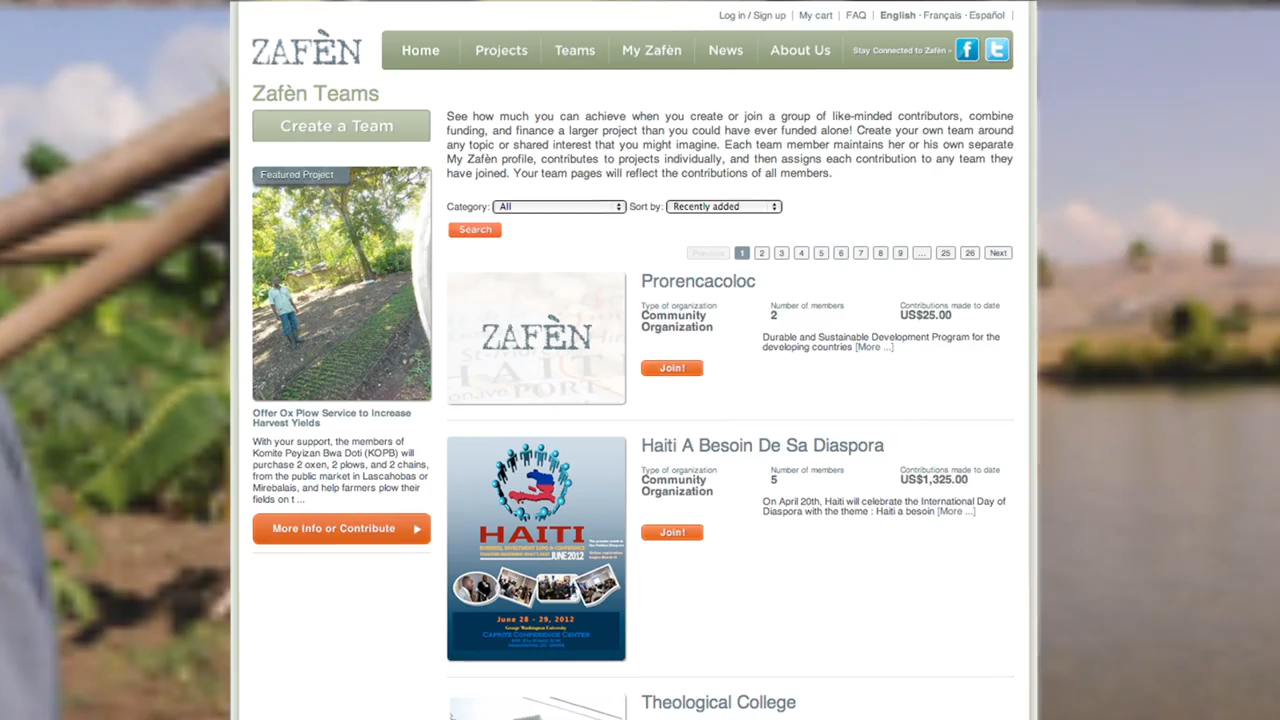 Log in / Sign up | My cart | FAQ | English · Français · Español |
ZAFÈN
Home Projects Teams My Zafèn News About Us Stay Connected to Zafèn »
Zafèn Teams
Create a Team
See how much you can achieve when you create or join a group of like-minded contributors, combine
funding, and finance a larger project than you could have ever funded alone! Create your own team around
any topic or shared interest that you might imagine. Each team member maintains her or his own separate
My Zafèn profile, contributes to projects individually, and then assigns each contribution to any team they
have joined. Your team pages will reflect the contributions of all members.
Featured Project
Category: All Sort by: Recently added
Search
Previous 1 2 3 4 5 6 7 8 9 ... 25 26 Next
Offer Ox Plow Service to Increase
Harvest Yields
With your support, the members of
Komite Peyizan Bwa Doti (KOPB) will
purchase 2 oxen, 2 plows, and 2 chains,
from the public market in Lascahobas or
Mirebalais, and help farmers plow their
fields on t ...
More Info or Contribute
ZAFÈN
HAITI
PORT
Prorencacoloc
Type of organization Number of members Contributions made to date
Community 2 US$25.00
Organization
Durable and Sustainable Development Program for the
developing countries [More ...]
Join!
HAITI
BUSINESS, INVESTMENT EXPO & CONFERENCE
JUNE 2012
June 28 - 29, 2012
George Washington University
CAFRITZ CONFERENCE CENTER
Haiti A Besoin De Sa Diaspora
Type of organization Number of members Contributions made to date
Community 5 US$1,325.00
Organization
On April 20th, Haiti will celebrate the International Day of
Diaspora with the theme : Haiti a besoin [More ...]
Join!
Theological College